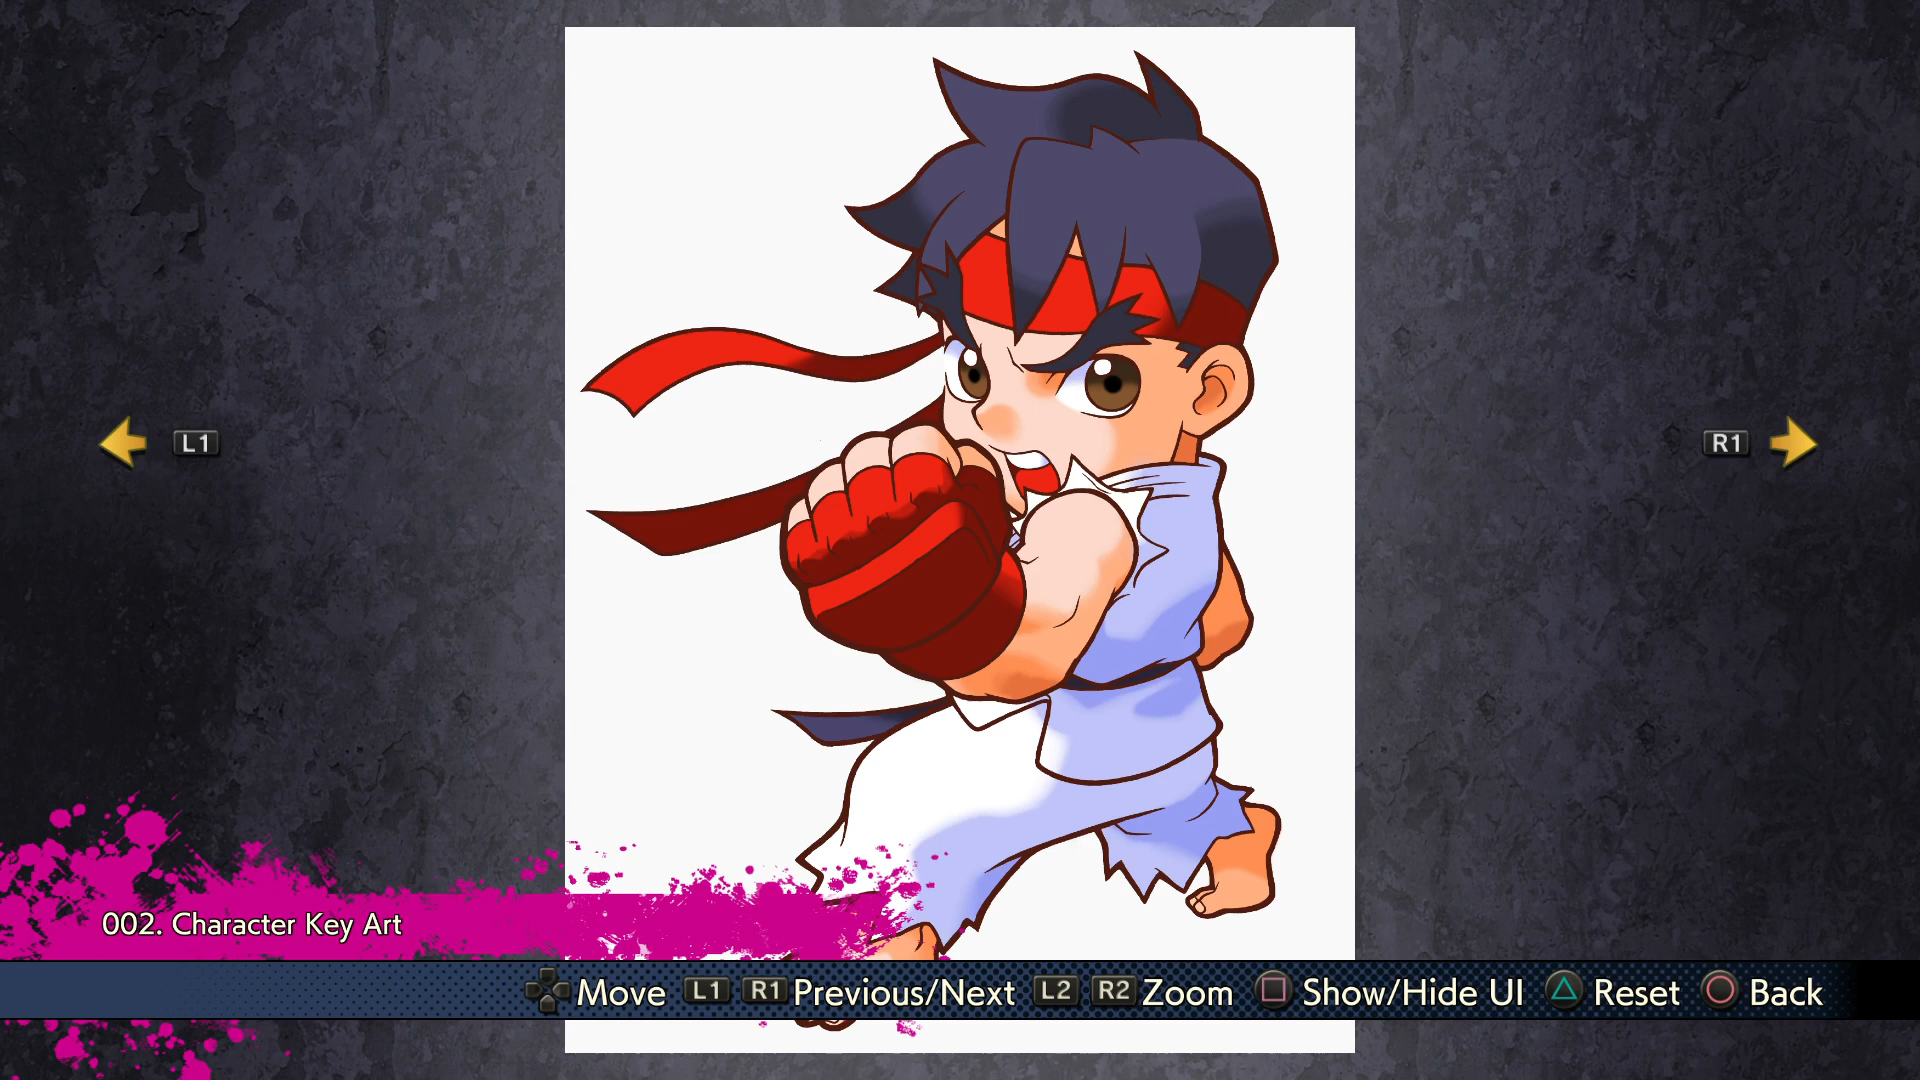 L1
R1
002. Character Key Art
Move L1 R1 Previous/Next L2 R2 Zoom Show/Hide UI Reset Back